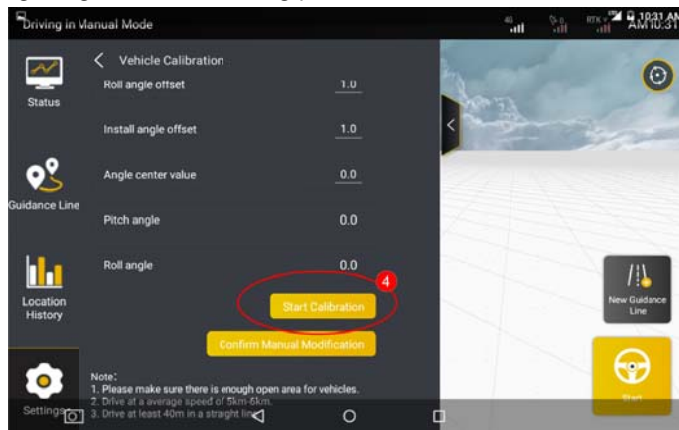 Driving in Manual Mode
10:31 AM
AM10:31
Vehicle Calibration
Status
Roll angle offset 1.0
Install angle offset 1.0
Guidance Line
Angle center value 0.0
Pitch angle 0.0
Location
History
Roll angle 0.0
4
Start Calibration
Confirm Manual Modification
Settings
Note:
1. Please make sure there is enough open area for vehicles.
2. Drive at a average speed of 5km-6km.
3. Drive at least 40m in a straight line
New Guidance
Line
Start